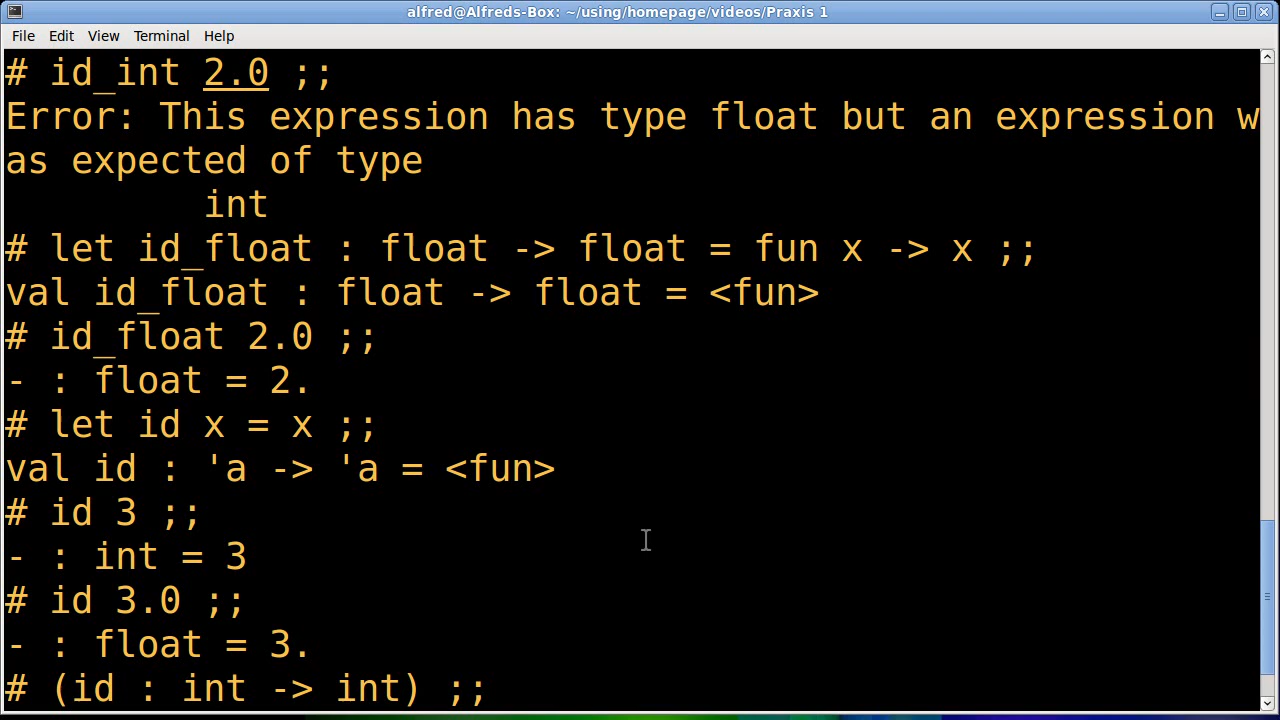 alfred@Alfreds-Box: ~/using/homepage/videos/Praxis 1
File Edit View Terminal Help
# id_int 2.0 ;;
Error: This expression has type float but an expression w
as expected of type
         int
# let id_float : float -> float = fun x -> x ;;
val id_float : float -> float = <fun>
# id_float 2.0 ;;
- : float = 2.
# let id x = x ;;
val id : 'a -> 'a = <fun>
# id 3 ;;
- : int = 3
# id 3.0 ;;
- : float = 3.
# (id : int -> int) ;;